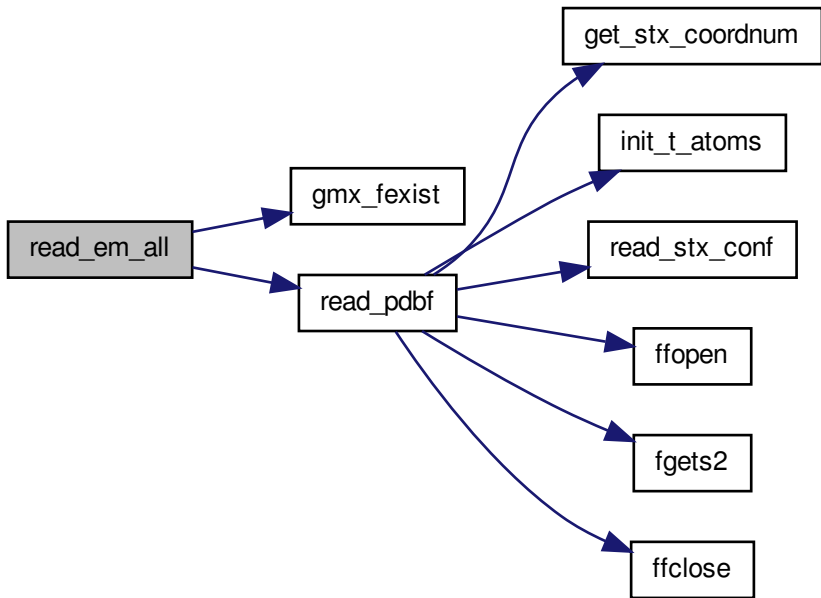 get_stx_coordnum
init_t_atoms
gmx_fexist
read_em_all
read_stx_conf
read_pdbf
ffopen
fgets2
ffclose